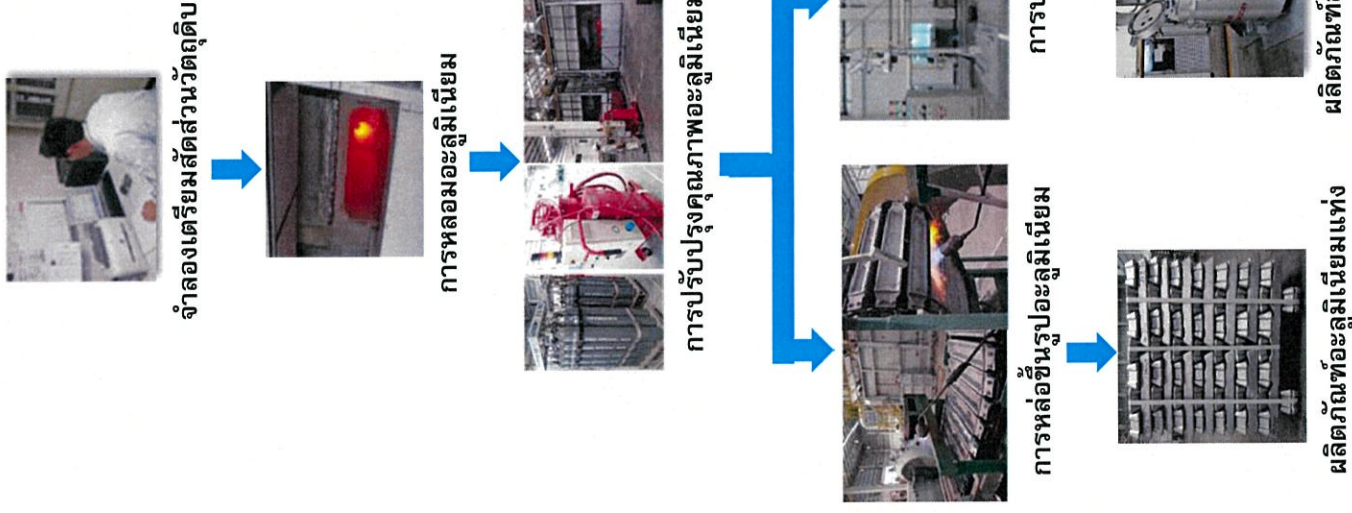 จำลองเตรียมสัดส่วนวัตถุดิบ
การหลอมอะลูมิเนียม
การปรับปรุงคุณภาพอะลูมิเนียม
การหล่อขึ้นรูปอะลูมิเนียม
ผลิตภัณฑ์อะลูมิเนียมแท่ง